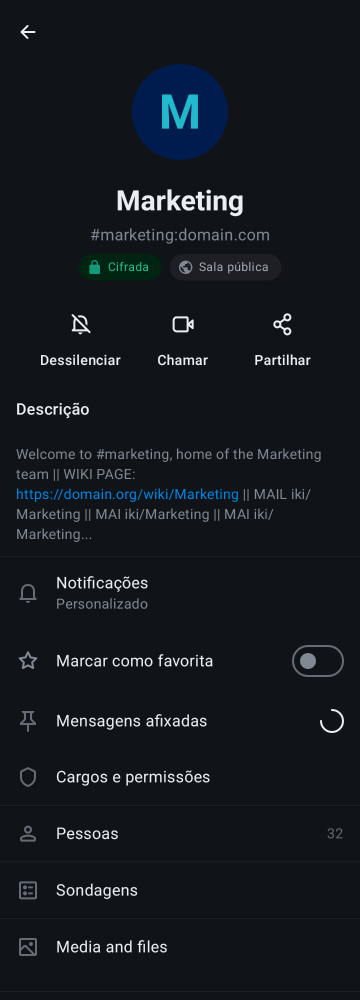 M
Marketing
#marketing:domain.com
Cifrada
Sala pública
Dessilenciar
Chamar
Partilhar
Descrição
Welcome to #marketing, home of the Marketing
team || WIKI PAGE:
https://domain.org/wiki/Marketing || MAIL iki/
Marketing || MAI iki/Marketing || MAI iki/
Marketing...
Notificações
Personalizado
Marcar como favorita
Mensagens afixadas
Cargos e permissões
Pessoas
32
Sondagens
Media and files